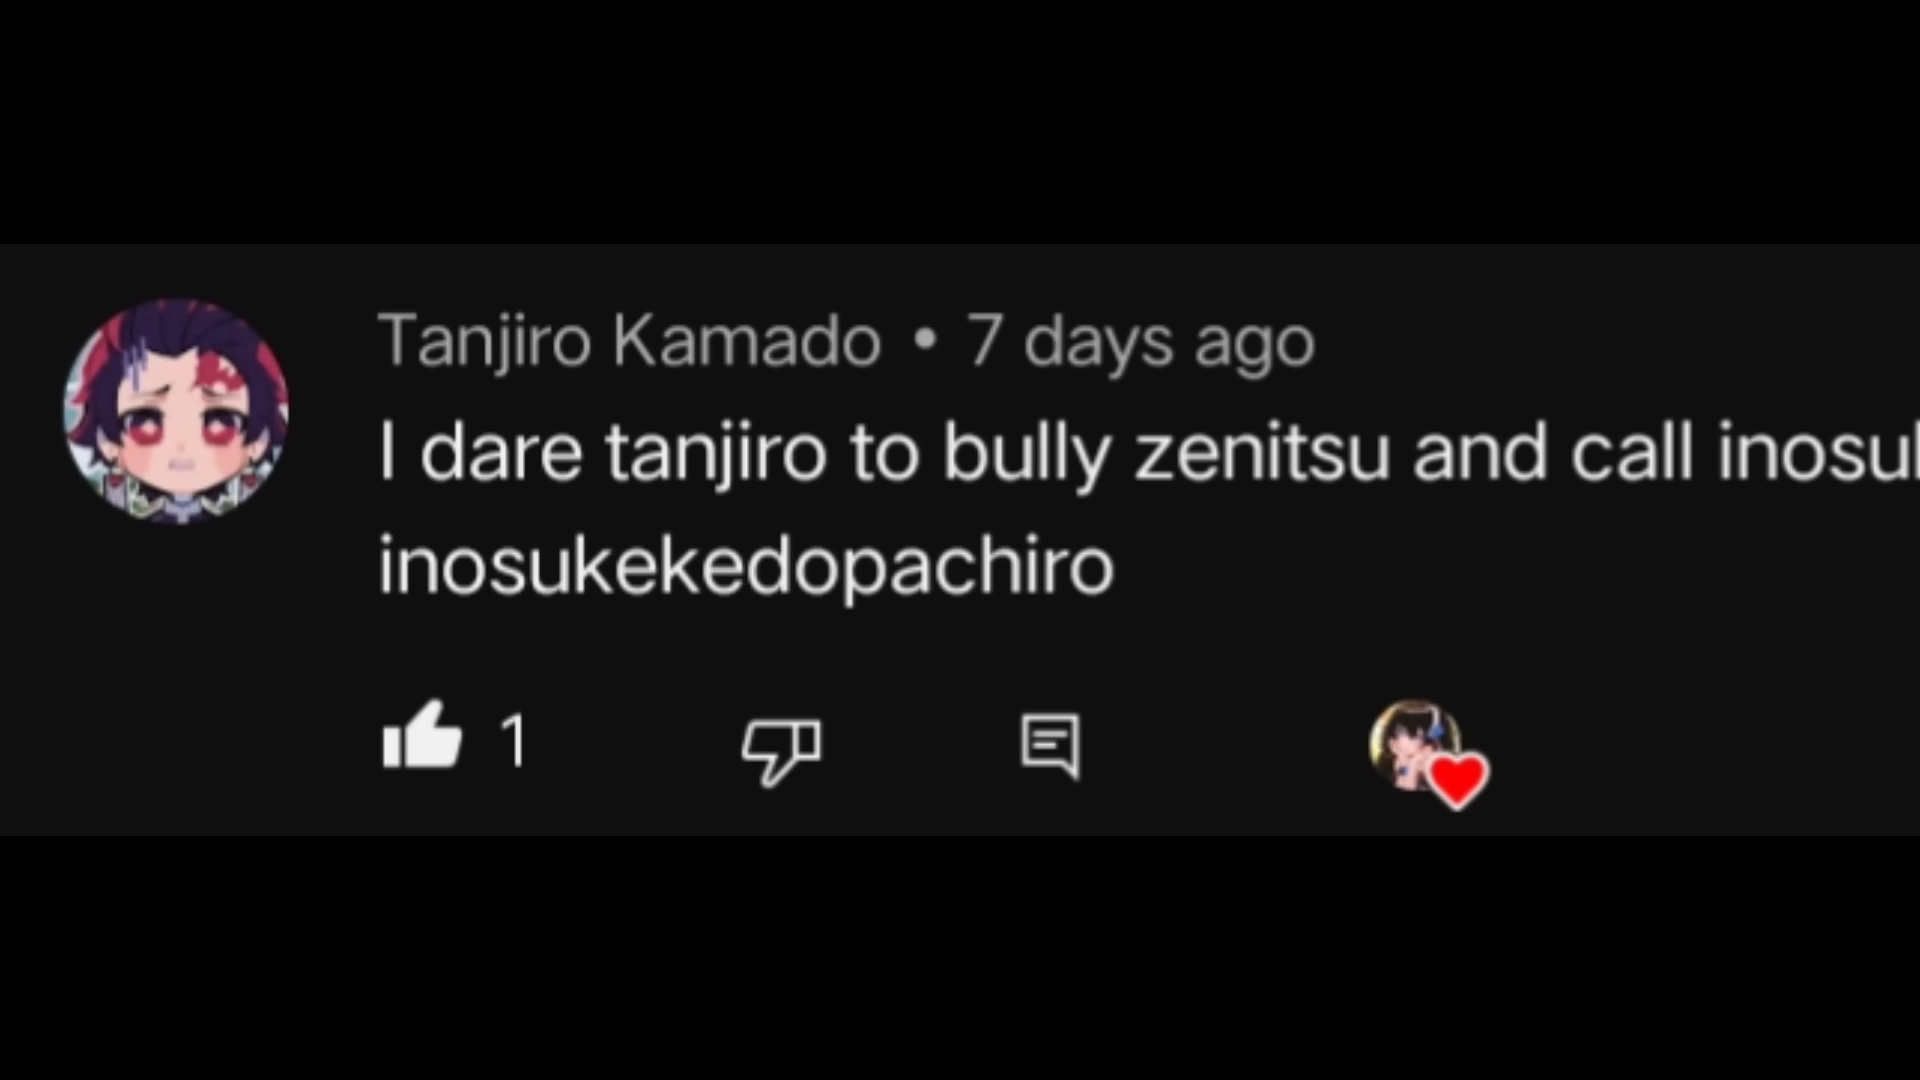 Tanjiro Kamado • 7 days ago
I dare tanjiro to bully zenitsu and call
inosukekedopachiro
1